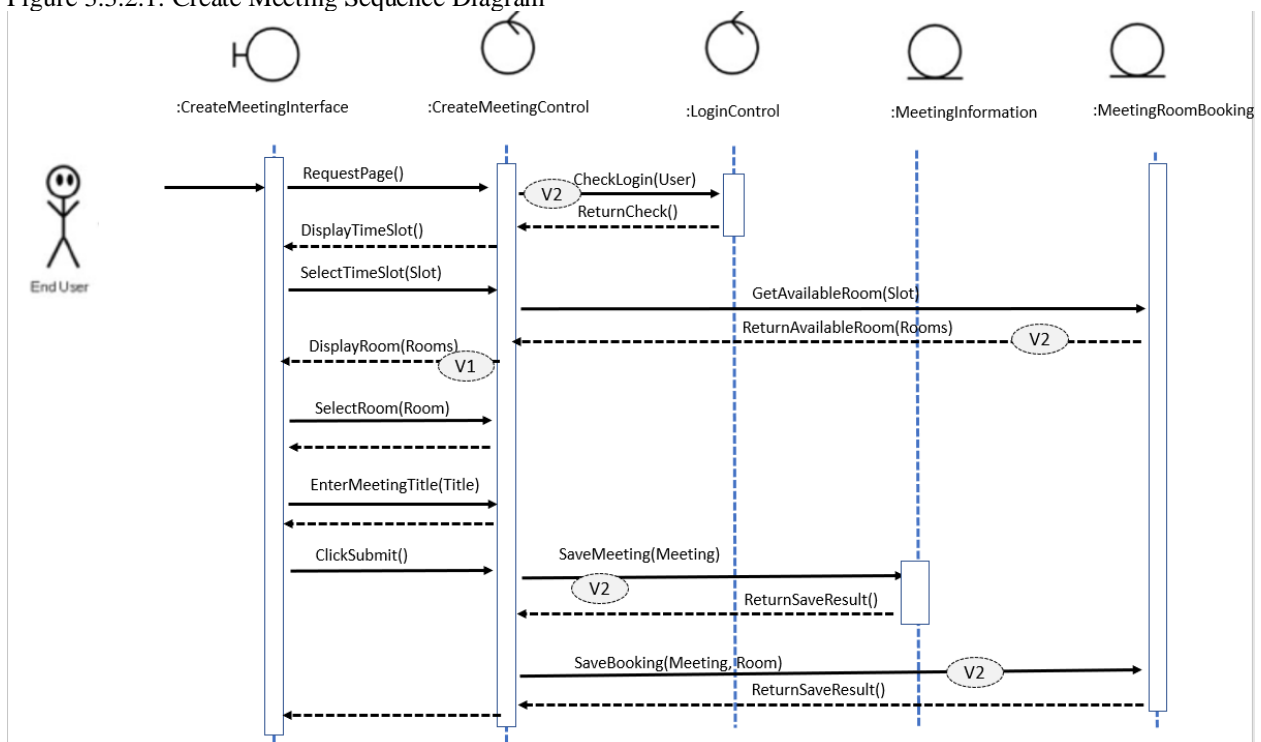 Figure 3.3.2.1: Create Meeting Sequence Diagram
:CreateMeetingInterface
:CreateMeetingControl
:LoginControl
:MeetingInformation
:MeetingRoomBooking
End User
RequestPage()
V2
CheckLogin(User)
ReturnCheck()
DisplayTimeSlot()
SelectTimeSlot(Slot)
GetAvailableRoom(Slot)
ReturnAvailableRoom(Rooms)
V2
DisplayRoom(Rooms)
V1
SelectRoom(Room)
EnterMeetingTitle(Title)
ClickSubmit()
SaveMeeting(Meeting)
V2
ReturnSaveResult()
SaveBooking(Meeting, Room)
V2
ReturnSaveResult()